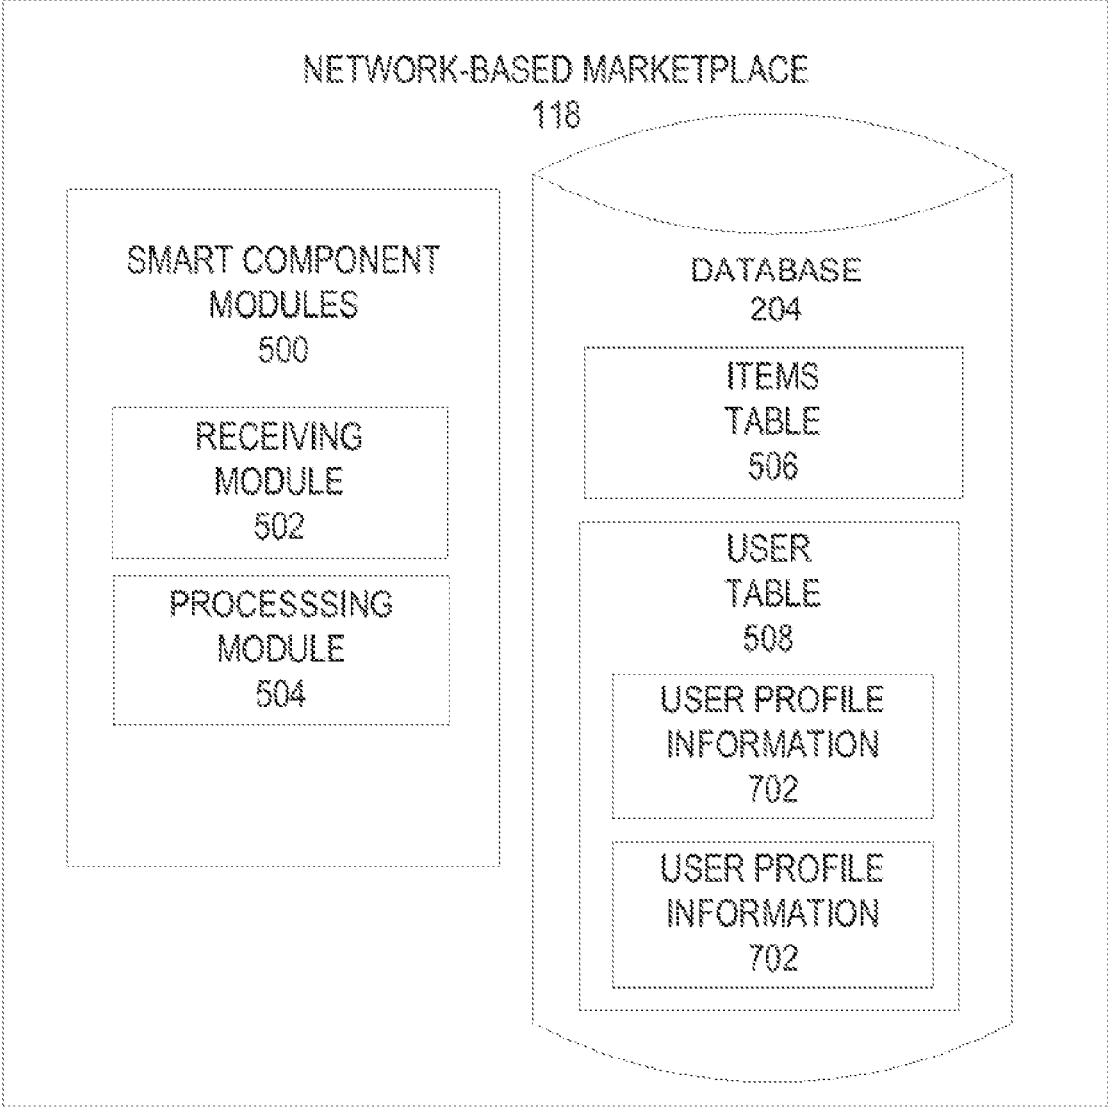 NETWORK-BASED MARKETPLACE
118
SMART COMPONENT
MODULES
500
RECEIVING
MODULE
502
PROCESSSING
MODULE
504
DATABASE
204
ITEMS
TABLE
506
USER
TABLE
508
USER PROFILE
INFORMATION
702
USER PROFILE
INFORMATION
702